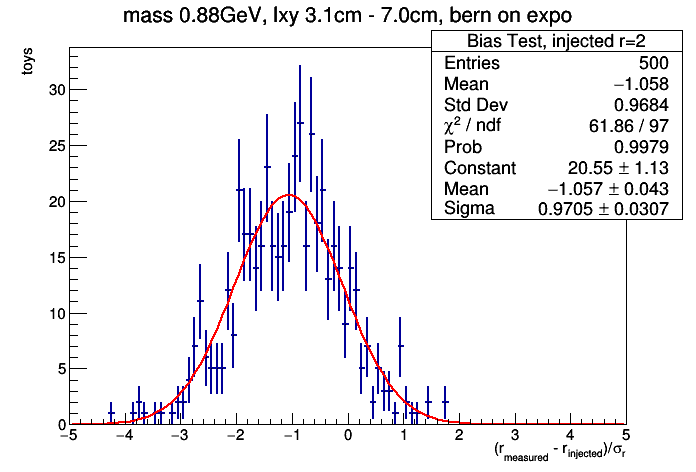 mass 0.88GeV, lxy 3.1cm - 7.0cm, bern on expo
toys
Bias Test, injected r=2
Entries 500
Mean −1.058
Std Dev 0.9684
χ² / ndf 61.86 / 97
Prob 0.9979
Constant 20.55 ± 1.13
Mean −1.057 ± 0.043
Sigma 0.9705 ± 0.0307
30
25
20
15
10
5
0
−5 −4 −3 −2 −1 0 1 2 3 4 5
(r_measured - r_injected)/σ_r